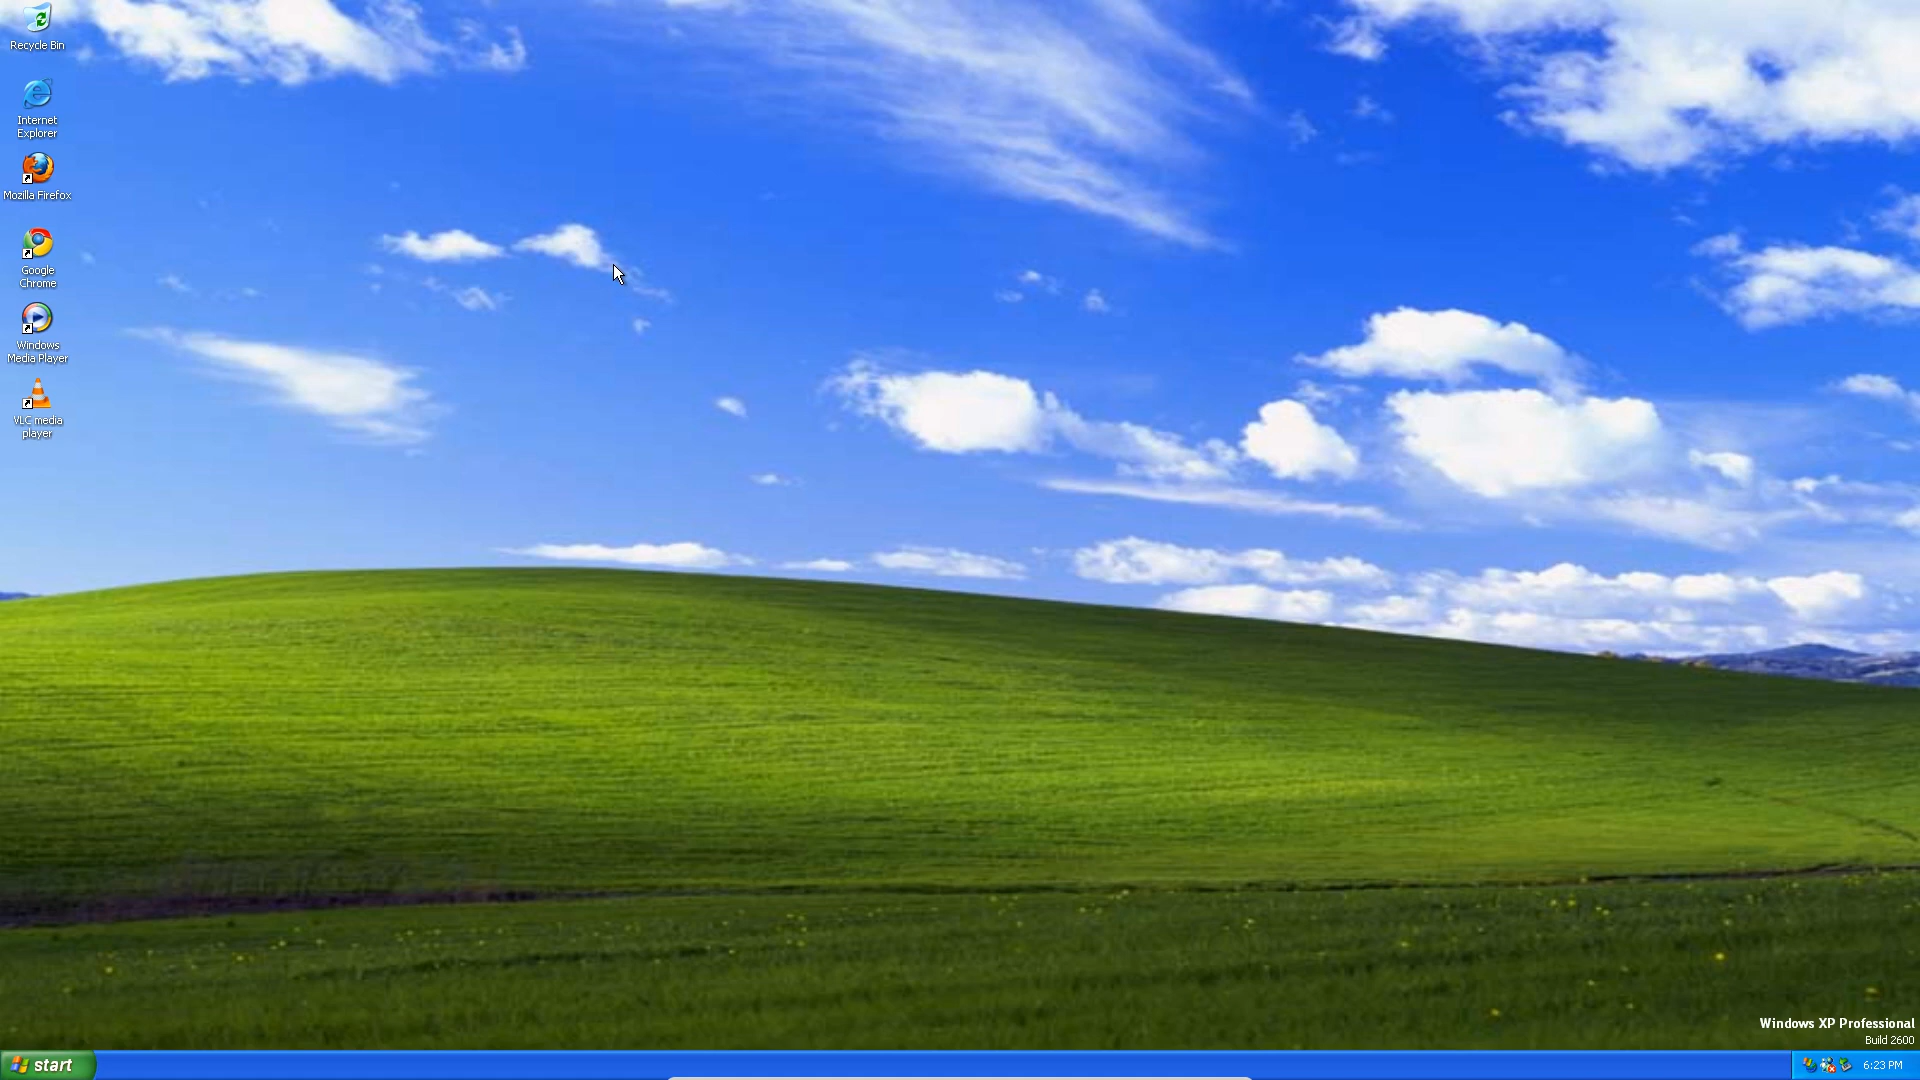 Recycle Bin
Internet
Explorer
Mozilla Firefox
Google
Chrome
Windows
Media Player
VLC media
player
Windows XP Professional
Build 2600
start
6:23 PM